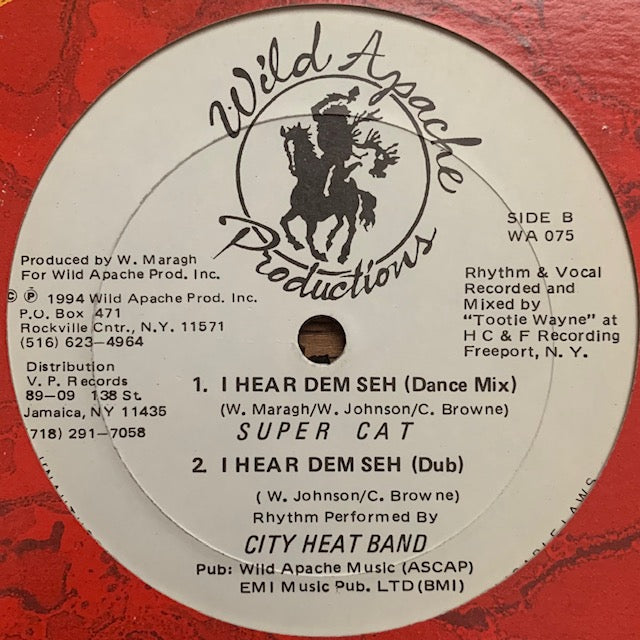 Wild Apache
Productions
SIDE B
WA 075
Produced by W. Maragh
For Wild Apache Prod. Inc.
© ℗ 1994 Wild Apache Prod. Inc.
P.O. Box 471
Rockville Cntr., N.Y. 11571
(516) 623-4964
Distribution
V. P. Records
89-09 138 St.
Jamaica, NY 11435
718) 291-7058
Rhythm & Vocal
Recorded and
Mixed by
"Tootie Wayne" at
H C & F Recording
Freeport, N. Y.
1. I HEAR DEM SEH (Dance Mix)
(W. Maragh/W. Johnson/C. Browne)
SUPER CAT
2. I HEAR DEM SEH (Dub)
( W. Johnson/C. Browne)
Rhythm Performed By
CITY HEAT BAND
Pub: Wild Apache Music (ASCAP)
EMI Music Pub. LTD (BMI)
LAWS